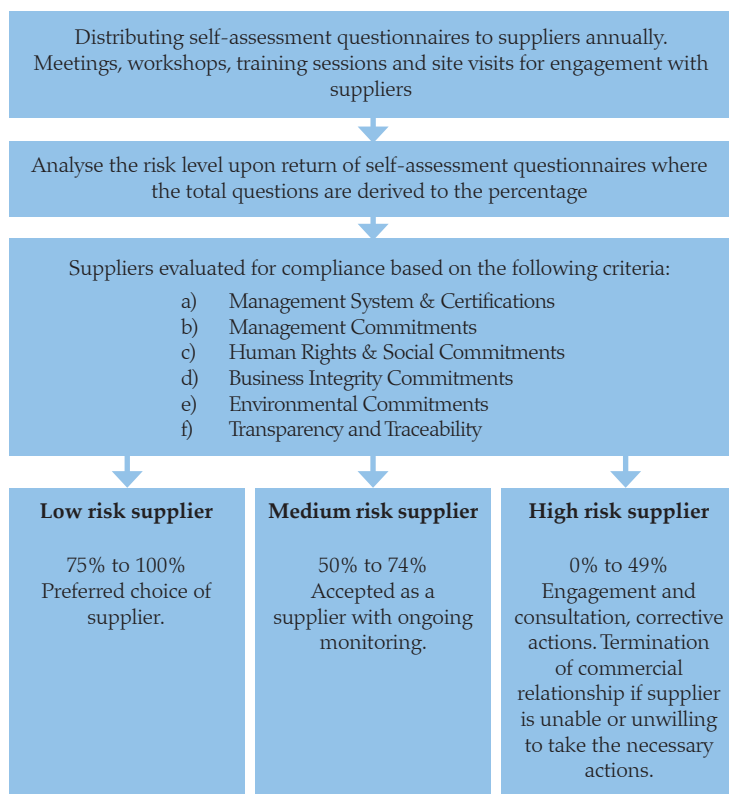 Distributing self-assessment questionnaires to suppliers annually.
Meetings, workshops, training sessions and site visits for engagement with
suppliers
Analyse the risk level upon return of self-assessment questionnaires where
the total questions are derived to the percentage
Suppliers evaluated for compliance based on the following criteria:
a) Management System & Certifications
b) Management Commitments
c) Human Rights & Social Commitments
d) Business Integrity Commitments
e) Environmental Commitments
f) Transparency and Traceability
Low risk supplier
75% to 100%
Preferred choice of
supplier.
Medium risk supplier
50% to 74%
Accepted as a
supplier with ongoing
monitoring.
High risk supplier
0% to 49%
Engagement and
consultation, corrective
actions. Termination
of commercial
relationship if supplier
is unable or unwilling
to take the necessary
actions.